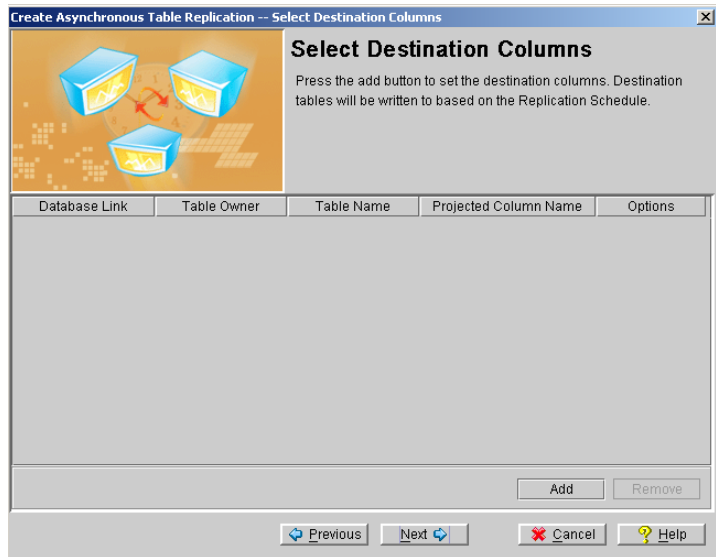 Create Asynchronous Table Replication -- Select Destination Columns
Select Destination Columns
Press the add button to set the destination columns. Destination
tables will be written to based on the Replication Schedule.
Database Link Table Owner Table Name Projected Column Name Options
Add Remove
Previous Next Cancel Help